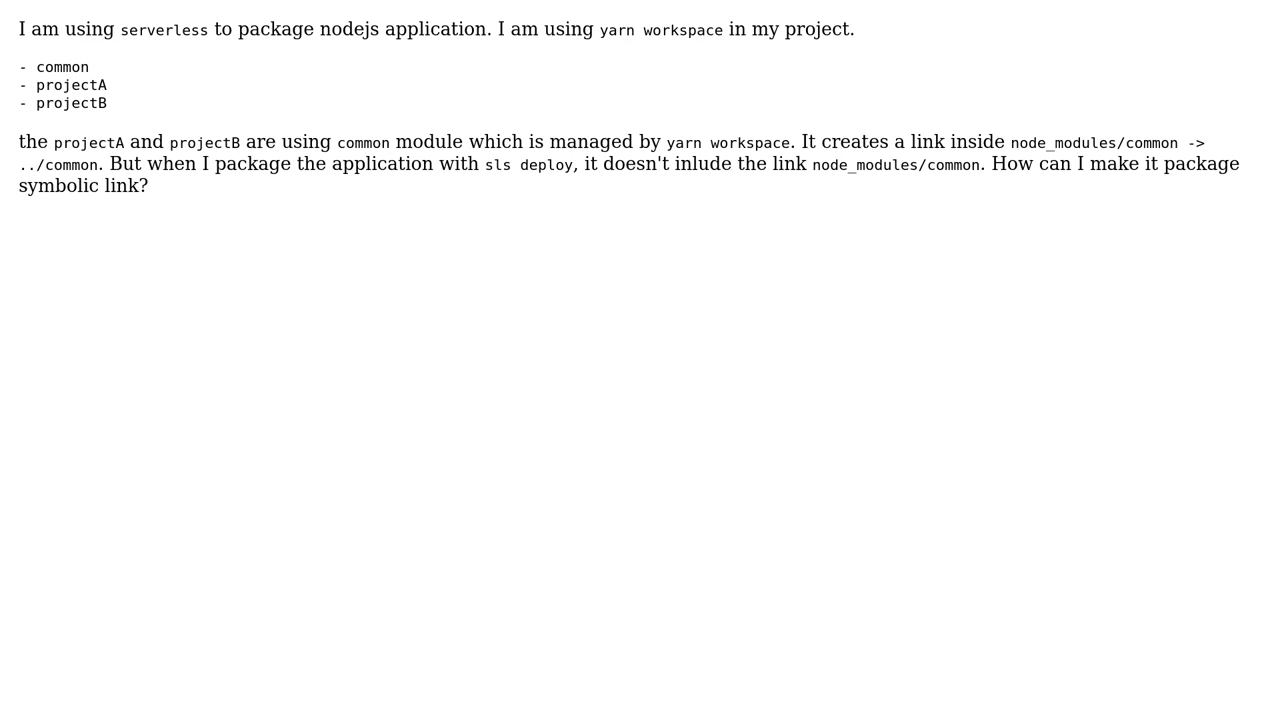 I am using serverless to package nodejs application. I am using yarn workspace in my project.
- common
- projectA
- projectB
the projectA and projectB are using common module which is managed by yarn workspace. It creates a link inside node_modules/common ->
../common. But when I package the application with sls deploy, it doesn't inlude the link node_modules/common. How can I make it package
symbolic link?